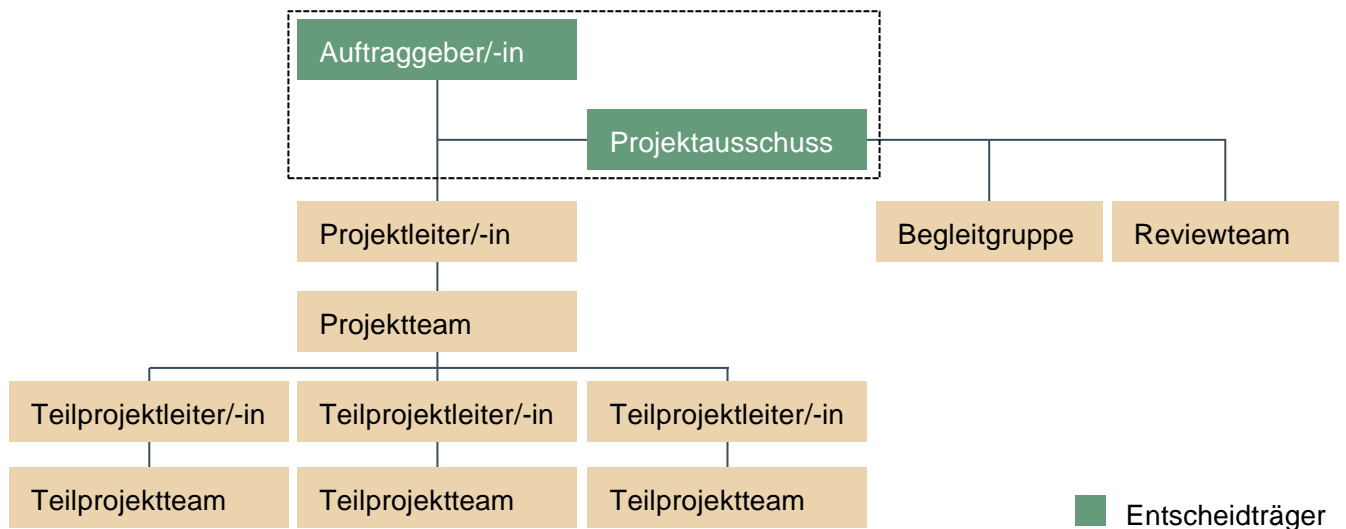 Auftraggeber/-in
Projektausschuss
Projektleiter/-in
Begleitgruppe
Reviewteam
Projektteam
Teilprojektleiter/-in
Teilprojektleiter/-in
Teilprojektleiter/-in
Teilprojektteam
Teilprojektteam
Teilprojektteam
Entscheidträger